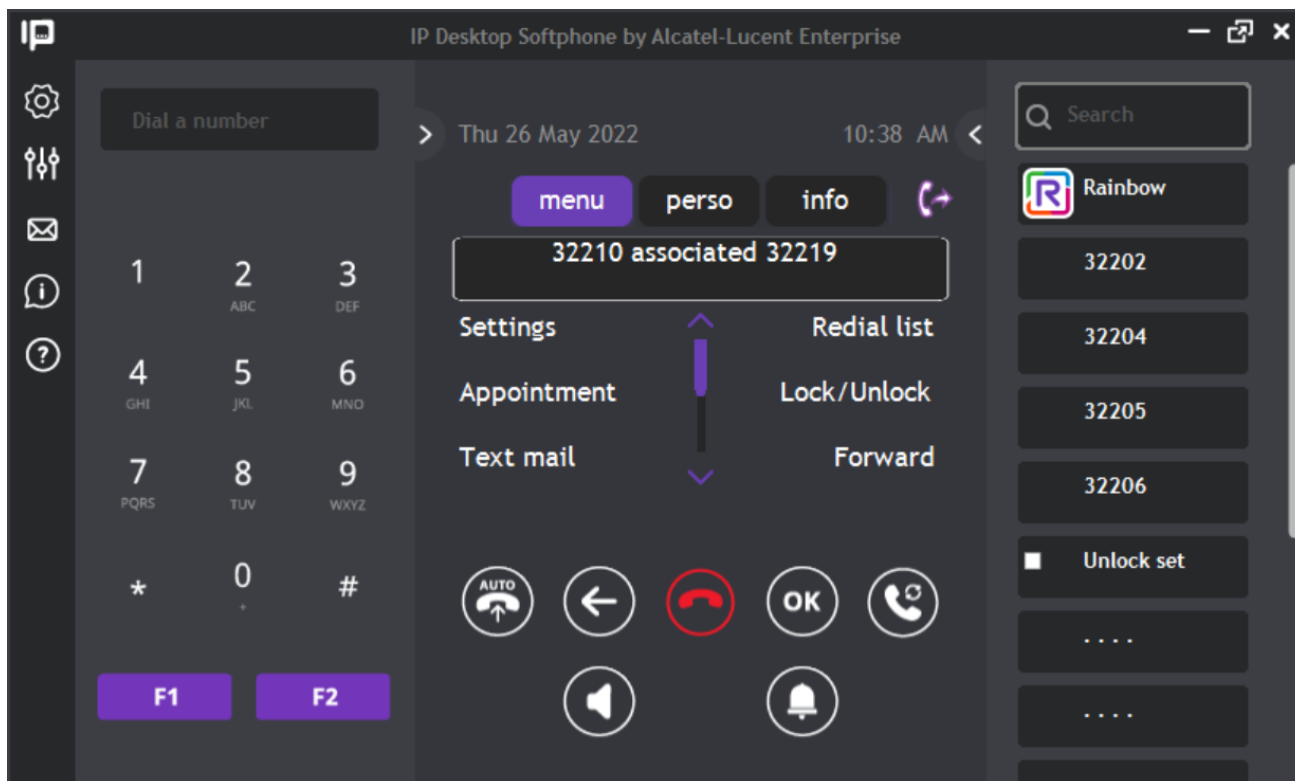 IP Desktop Softphone by Alcatel-Lucent Enterprise
Dial a number
1
2
ABC
3
DEF
4
GHI
5
JKL
6
MNO
7
PQRS
8
TUV
9
WXYZ
*
0
+
#
F1
F2
Thu 26 May 2022
10:38 AM
menu
perso
info
32210 associated 32219
Settings
Redial list
Appointment
Lock/Unlock
Text mail
Forward
AUTO
OK
Search
R
Rainbow
32202
32204
32205
32206
Unlock set
. . . .
. . . .